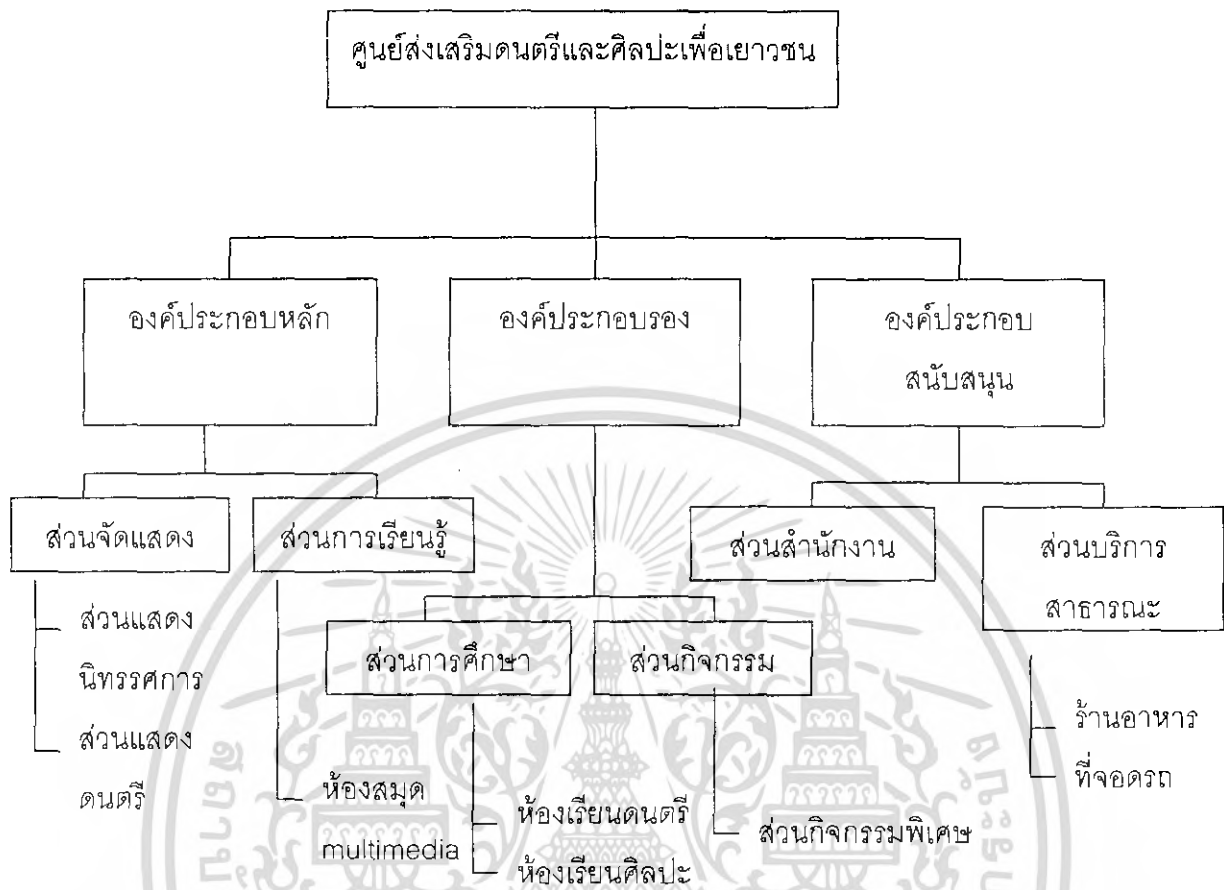 ศูนย์ส่งเสริมดนตรีและศิลปะเพื่อเยาวชน
องค์ประกอบหลัก
องค์ประกอบรอง
องค์ประกอบ
สนับสนุน
ส่วนจัดแสดง
ส่วนการเรียนรู้
ส่วนสำนักงาน
ส่วนบริการ
สาธารณะ
ส่วนแสดง
นิทรรศการ
ส่วนแสดง
ดนตรี
ห้องสมุด
multimedia
ส่วนการศึกษา
ส่วนกิจกรรม
ห้องเรียนดนตรี
ห้องเรียนศิลปะ
ส่วนกิจกรรมพิเศษ
ร้านอาหาร
ที่จอดรถ